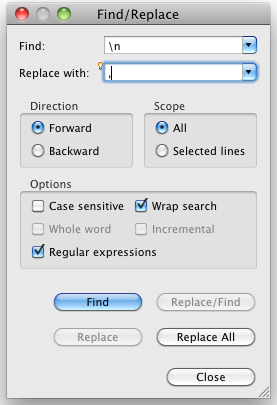 Find/Replace
Find: \n
Replace with: ,
Direction Scope
Forward All
Backward Selected lines
Options
Case sensitive Wrap search
Whole word Incremental
Regular expressions
Find Replace/Find
Replace Replace All
Close